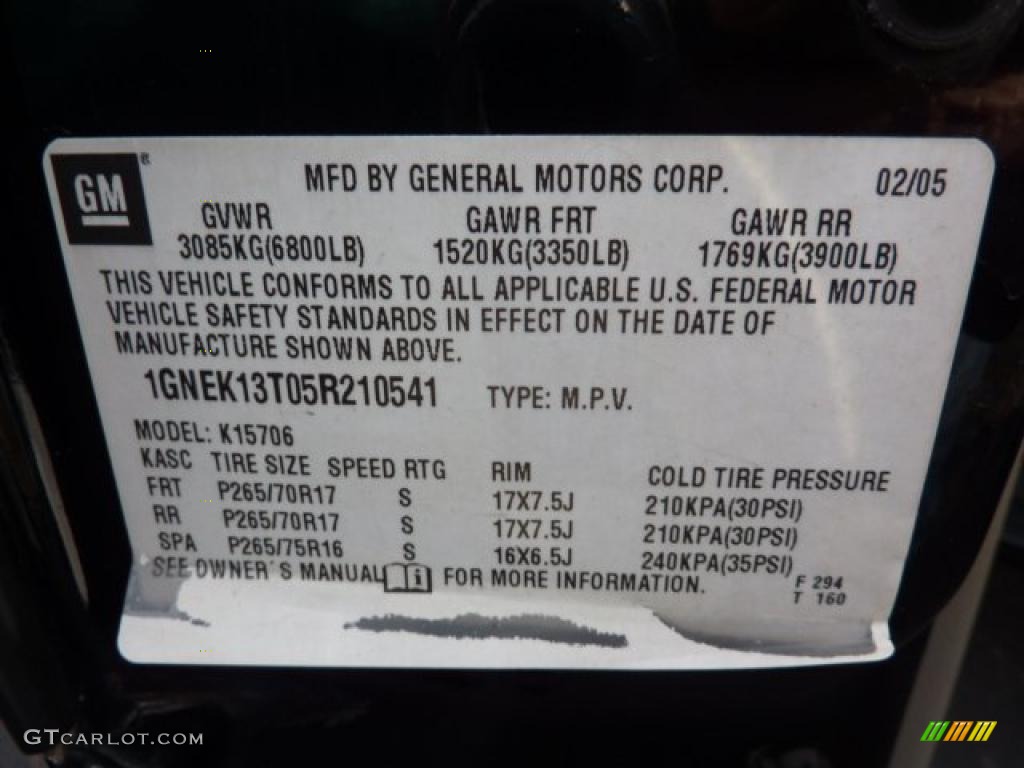 GM ®
MFD BY GENERAL MOTORS CORP. 02/05
GVWR GAWR FRT GAWR RR
3085KG(6800LB) 1520KG(3350LB) 1769KG(3900LB)
THIS VEHICLE CONFORMS TO ALL APPLICABLE U.S. FEDERAL MOTOR
VEHICLE SAFETY STANDARDS IN EFFECT ON THE DATE OF
MANUFACTURE SHOWN ABOVE.
1GNEK13T05R210541 TYPE: M.P.V.
MODEL: K15706
KASC TIRE SIZE SPEED RTG RIM COLD TIRE PRESSURE
FRT P265/70R17 S 17X7.5J 210KPA(30PSI)
RR P265/70R17 S 17X7.5J 210KPA(30PSI)
SPA P265/75R16 S 16X6.5J 240KPA(35PSI)
SEE OWNER'S MANUAL FOR MORE INFORMATION.
F 294
T 160
GTCARLOT.COM